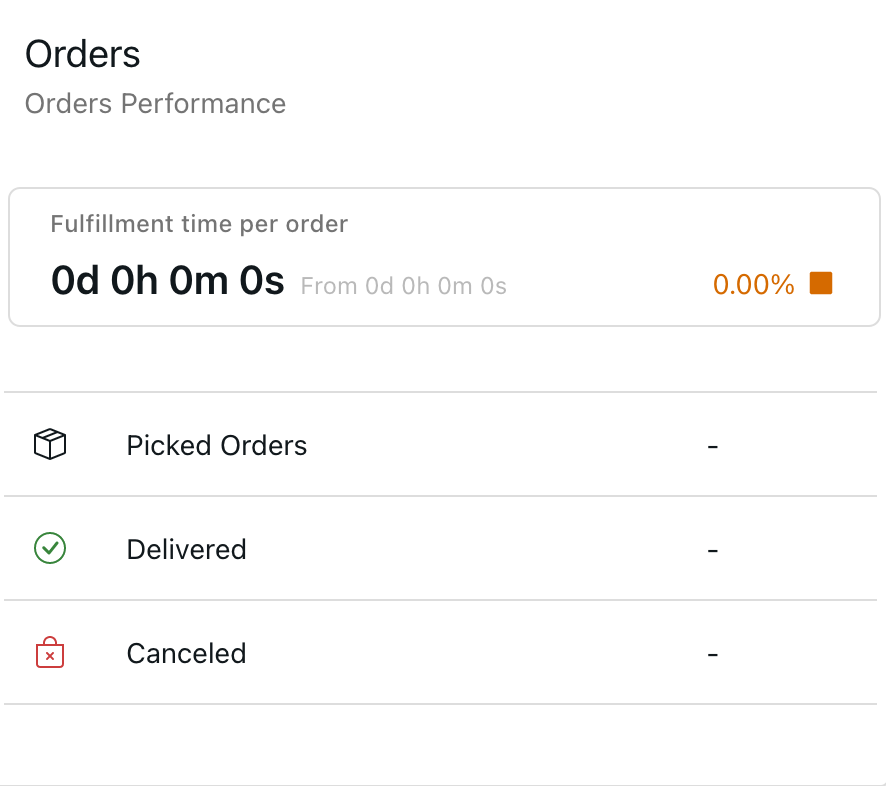 Orders
Orders Performance
Fulfillment time per order
0d 0h 0m 0s From 0d 0h 0m 0s 0.00%
Picked Orders -
Delivered -
Canceled -